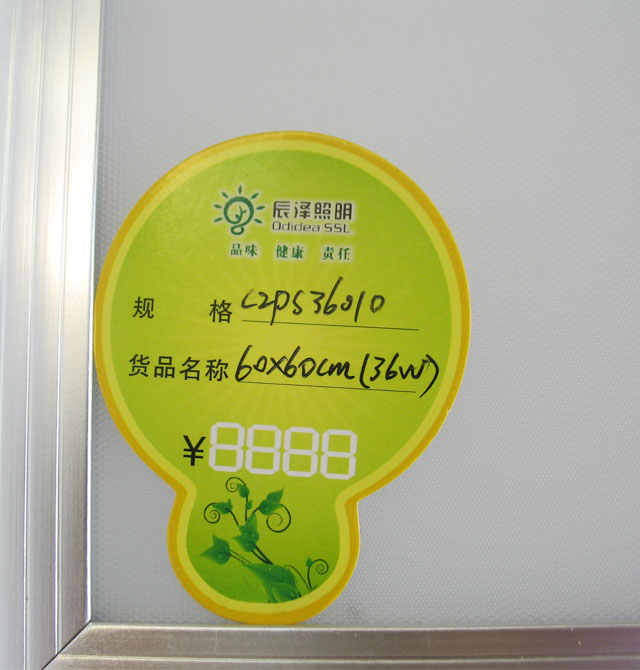 辰泽照明
Odidea SSL
品味 健康 责任
规 格 CZPS36010
货品名称 60X60cm(36W)
¥8888